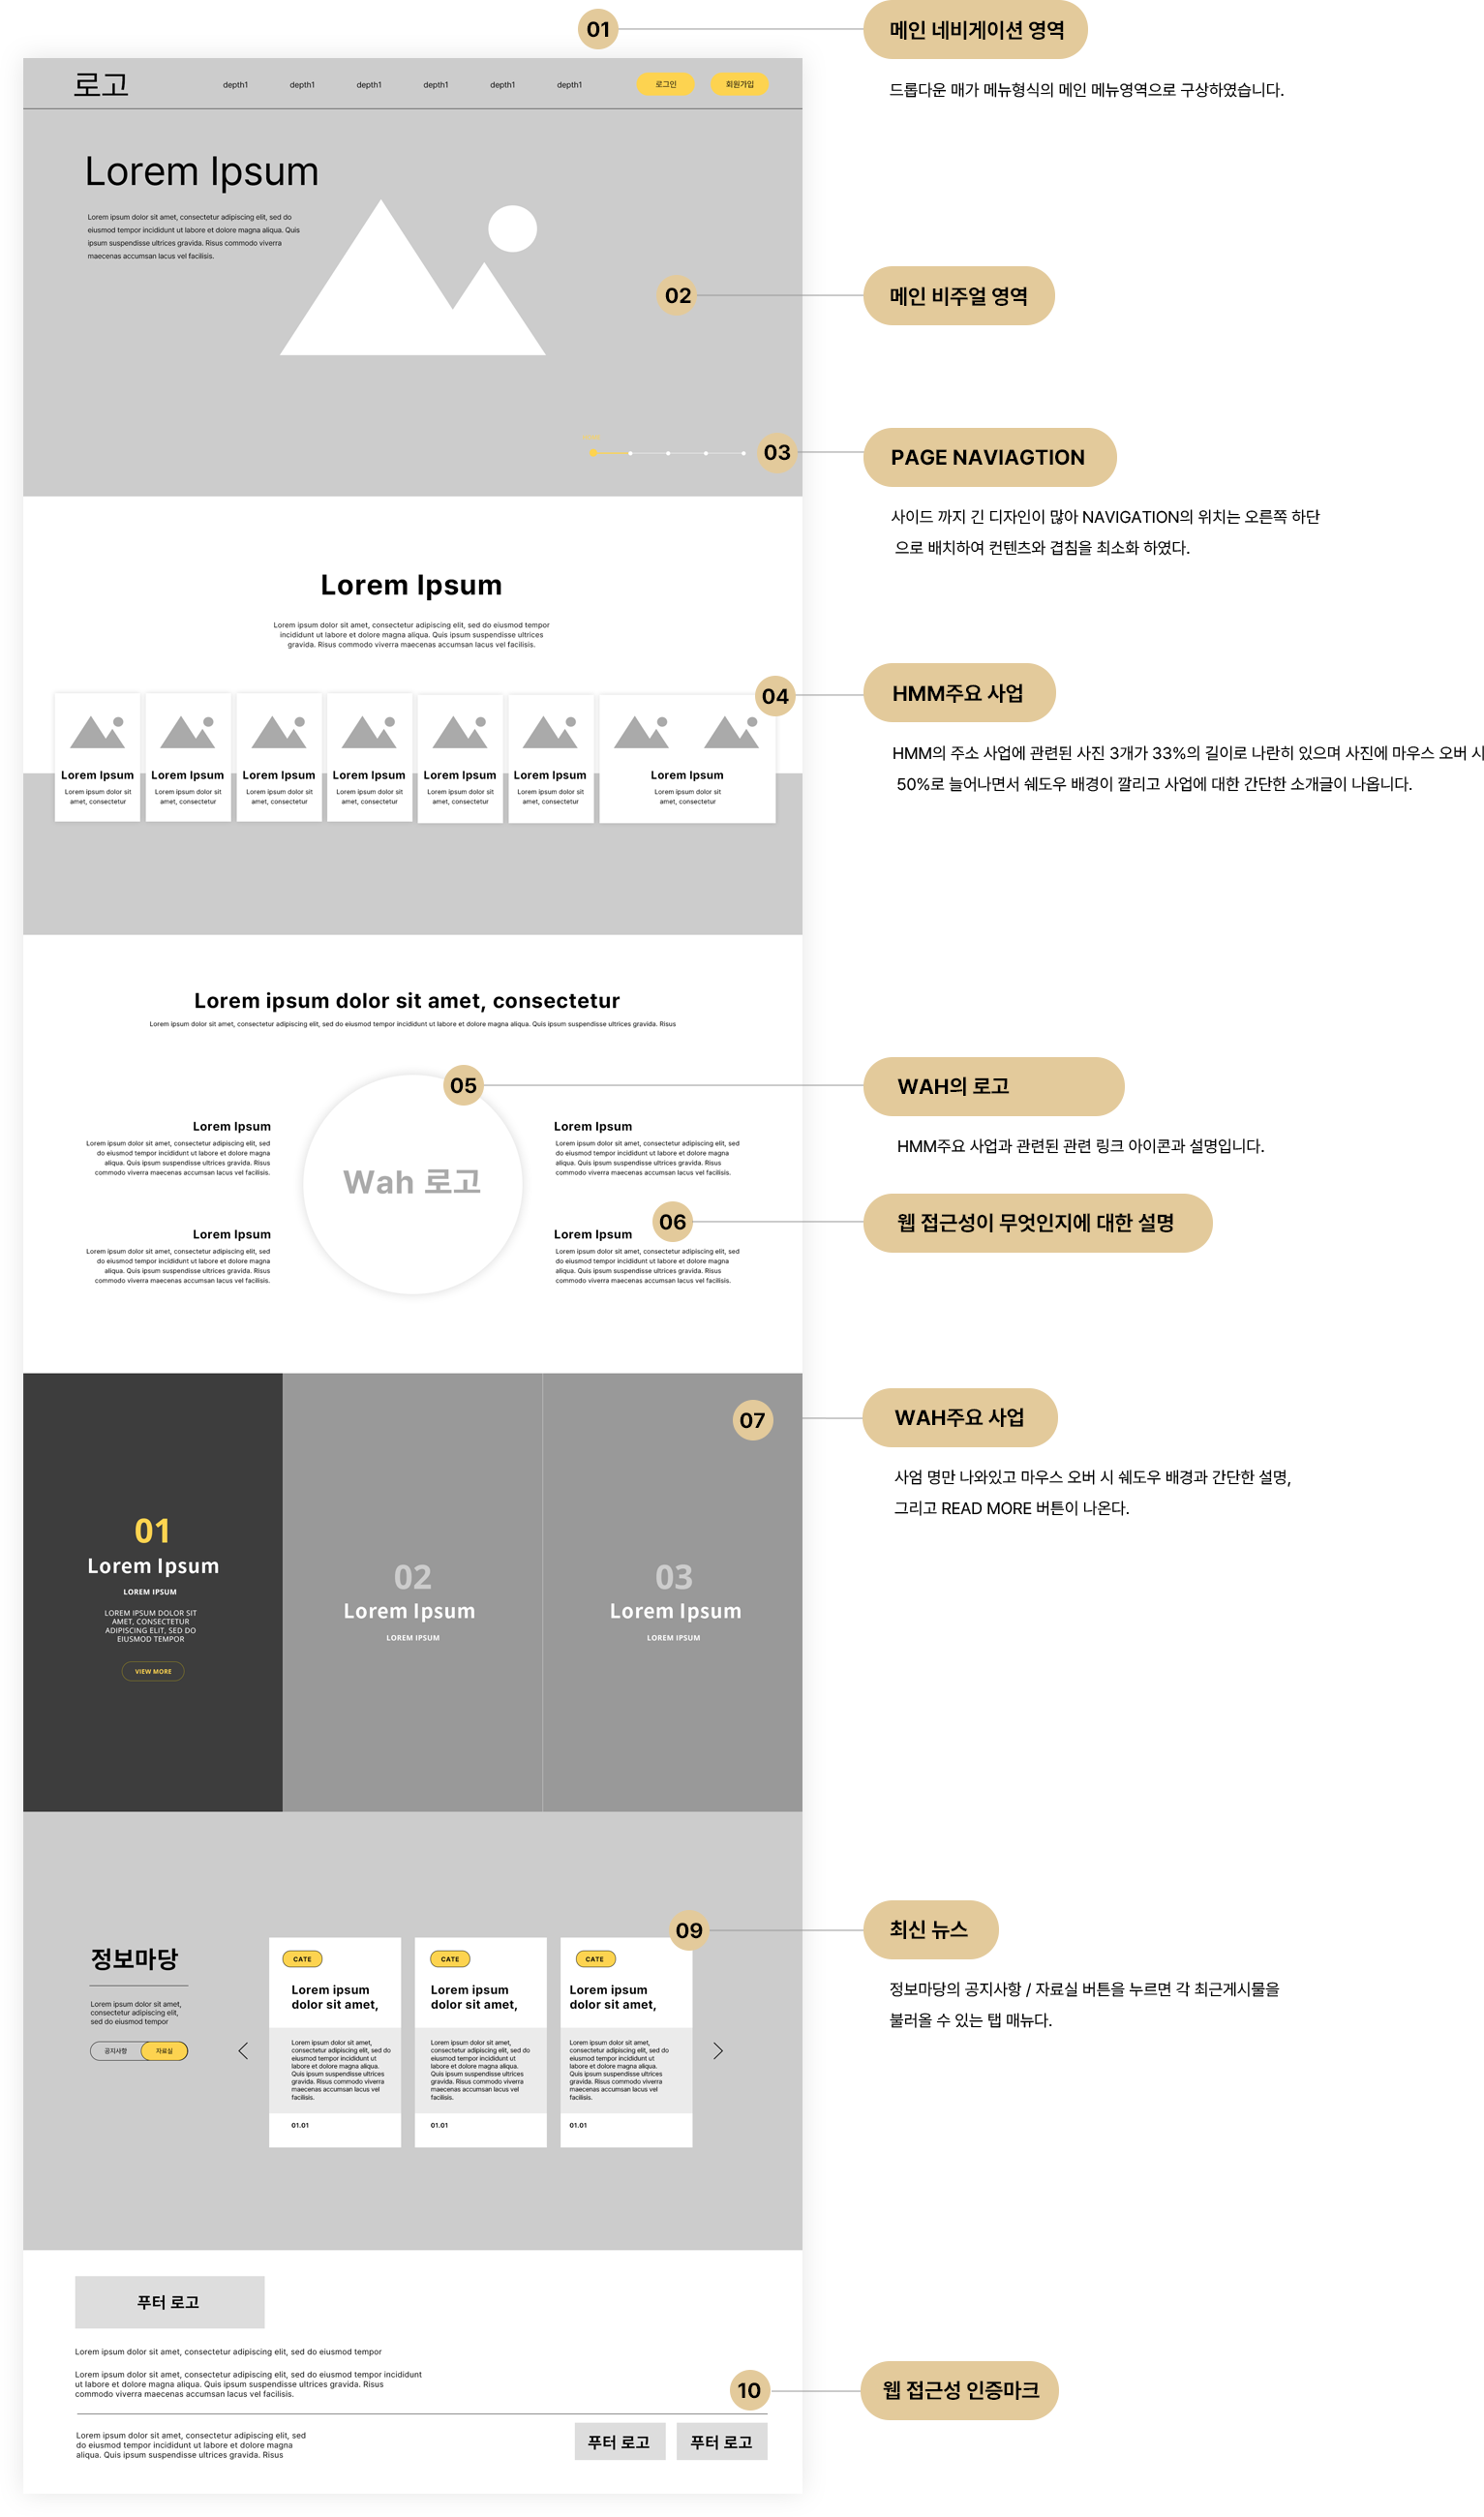 01
메인 네비게이션 영역
드롭다운 매가 메뉴형식의 메인 메뉴영역으로 구상하였습니다.
로고
depth1 depth1 depth1 depth1 depth1 depth1
로그인 회원가입
Lorem Ipsum
Lorem ipsum dolor sit amet, consectetur adipiscing elit, sed do
eiusmod tempor incididunt ut labore et dolore magna aliqua. Quis
ipsum suspendisse ultrices gravida. Risus commodo viverra
maecenas accumsan lacus vel facilisis.
02
메인 비주얼 영역
03
PAGE NAVIAGTION
사이드 까지 긴 디자인이 많아 NAVIGATION의 위치는 오른쪽 하단
으로 배치하여 컨텐츠와 겹침을 최소화 하였다.
Lorem Ipsum
Lorem ipsum dolor sit amet, consectetur adipiscing elit, sed do eiusmod tempor
incididunt ut labore et dolore magna aliqua. Quis ipsum suspendisse ultrices
gravida. Risus commodo viverra maecenas accumsan lacus vel facilisis.
04
HMM주요 사업
HMM의 주소 사업에 관련된 사진 3개가 33%의 길이로 나란히 있으며 사진에 마우스 오버 시
50%로 늘어나면서 쉐도우 배경이 깔리고 사업에 대한 간단한 소개글이 나옵니다.
Lorem Ipsum
Lorem ipsum dolor sit
amet, consectetur
Lorem Ipsum
Lorem ipsum dolor sit
amet, consectetur
Lorem Ipsum
Lorem ipsum dolor sit
amet, consectetur
Lorem Ipsum
Lorem ipsum dolor sit
amet, consectetur
Lorem Ipsum
Lorem ipsum dolor sit
amet, consectetur
Lorem Ipsum
Lorem ipsum dolor sit
amet, consectetur
Lorem Ipsum
Lorem ipsum dolor sit
amet, consectetur
Lorem ipsum dolor sit amet, consectetur
Lorem ipsum dolor sit amet, consectetur adipiscing elit, sed do eiusmod tempor incididunt ut labore et dolore magna aliqua. Quis ipsum suspendisse ultrices gravida. Risus
05
WAH의 로고
HMM주요 사업과 관련된 관련 링크 아이콘과 설명입니다.
Lorem Ipsum
Lorem ipsum dolor sit amet, consectetur adipiscing elit, sed
do eiusmod tempor incididunt ut labore et dolore magna
aliqua. Quis ipsum suspendisse ultrices gravida. Risus
commodo viverra maecenas accumsan lacus vel facilisis.
Wah 로고
Lorem Ipsum
Lorem ipsum dolor sit amet, consectetur adipiscing elit, sed
do eiusmod tempor incididunt ut labore et dolore magna
aliqua. Quis ipsum suspendisse ultrices gravida. Risus
commodo viverra maecenas accumsan lacus vel facilisis.
06
웹 접근성이 무엇인지에 대한 설명
Lorem Ipsum
Lorem ipsum dolor sit amet, consectetur adipiscing elit, sed
do eiusmod tempor incididunt ut labore et dolore magna
aliqua. Quis ipsum suspendisse ultrices gravida. Risus
commodo viverra maecenas accumsan lacus vel facilisis.
Lorem Ipsum
Lorem ipsum dolor sit amet, consectetur adipiscing elit, sed
do eiusmod tempor incididunt ut labore et dolore magna
aliqua. Quis ipsum suspendisse ultrices gravida. Risus
commodo viverra maecenas accumsan lacus vel facilisis.
07
WAH주요 사업
사엄 명만 나와있고 마우스 오버 시 쉐도우 배경과 간단한 설명,
그리고 READ MORE 버튼이 나온다.
01
Lorem Ipsum
LOREM IPSUM
LOREM IPSUM DOLOR SIT
AMET, CONSECTETUR
ADIPISCING ELIT, SED DO
EIUSMOD TEMPOR
VIEW MORE
02
Lorem Ipsum
LOREM IPSUM
03
Lorem Ipsum
LOREM IPSUM
09
최신 뉴스
정보마당의 공지사항 / 자료실 버튼을 누르면 각 최근게시물을
불러올 수 있는 탭 매뉴다.
정보마당
Lorem ipsum dolor sit amet,
consectetur adipiscing elit,
sed do eiusmod tempor
공지사항 자료실
CATE
Lorem ipsum
dolor sit amet,
Lorem ipsum dolor sit amet,
consectetur adipiscing elit, sed do
eiusmod tempor incididunt ut
labore et dolore magna aliqua.
Quis ipsum suspendisse ultrices
gravida. Risus commodo viverra
maecenas accumsan lacus vel
facilisis.
01.01
CATE
Lorem ipsum
dolor sit amet,
Lorem ipsum dolor sit amet,
consectetur adipiscing elit, sed do
eiusmod tempor incididunt ut
labore et dolore magna aliqua.
Quis ipsum suspendisse ultrices
gravida. Risus commodo viverra
maecenas accumsan lacus vel
facilisis.
01.01
CATE
Lorem ipsum
dolor sit amet,
Lorem ipsum dolor sit amet,
consectetur adipiscing elit, sed do
eiusmod tempor incididunt ut
labore et dolore magna aliqua.
Quis ipsum suspendisse ultrices
gravida. Risus commodo viverra
maecenas accumsan lacus vel
facilisis.
01.01
푸터 로고
Lorem ipsum dolor sit amet, consectetur adipiscing elit, sed do eiusmod tempor
Lorem ipsum dolor sit amet, consectetur adipiscing elit, sed do eiusmod tempor incididunt
ut labore et dolore magna aliqua. Quis ipsum suspendisse ultrices gravida. Risus
commodo viverra maecenas accumsan lacus vel facilisis.
10
웹 접근성 인증마크
Lorem ipsum dolor sit amet, consectetur adipiscing elit, sed
do eiusmod tempor incididunt ut labore et dolore magna
aliqua. Quis ipsum suspendisse ultrices gravida. Risus
푸터 로고 푸터 로고